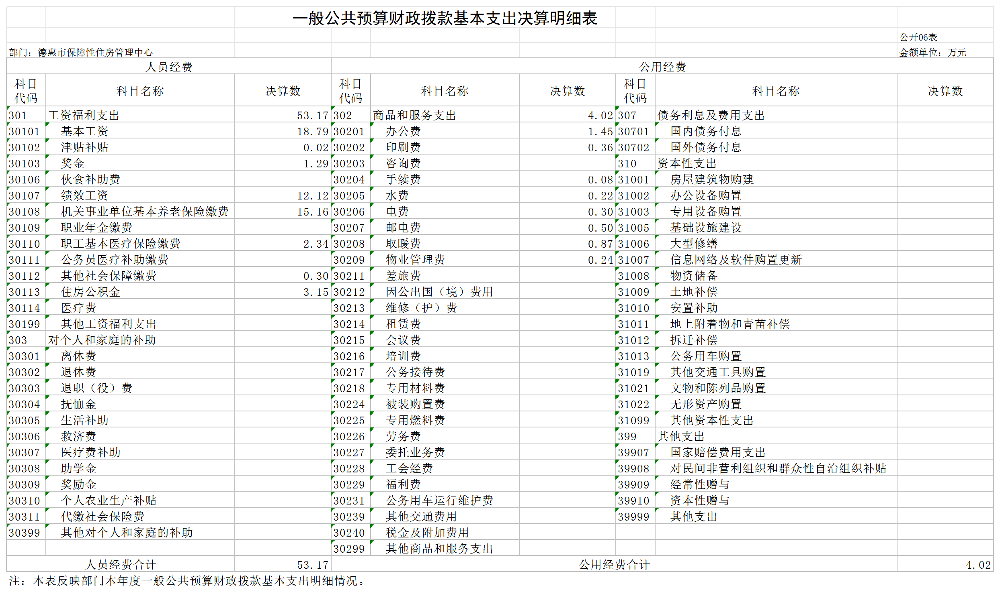 一般公共预算财政拨款基本支出决算明细表
公开06表
部门：德惠市保障性住房管理中心 金额单位：万元
人员经费 公用经费
科目代码 科目名称 决算数 科目代码 科目名称 决算数 科目代码 科目名称 决算数
301 工资福利支出 53.17 302 商品和服务支出 4.02 307 债务利息及费用支出
30101 基本工资 18.79 30201 办公费 1.45 30701 国内债务付息
30102 津贴补贴 0.02 30202 印刷费 0.36 30702 国外债务付息
30103 奖金 1.29 30203 咨询费 310 资本性支出
30106 伙食补助费 30204 手续费 0.08 31001 房屋建筑物购建
30107 绩效工资 12.12 30205 水费 0.22 31002 办公设备购置
30108 机关事业单位基本养老保险缴费 15.16 30206 电费 0.30 31003 专用设备购置
30109 职业年金缴费 30207 邮电费 0.50 31005 基础设施建设
30110 职工基本医疗保险缴费 2.34 30208 取暖费 0.87 31006 大型修缮
30111 公务员医疗补助缴费 30209 物业管理费 0.24 31007 信息网络及软件购置更新
30112 其他社会保障缴费 0.30 30211 差旅费 31008 物资储备
30113 住房公积金 3.15 30212 因公出国（境）费用 31009 土地补偿
30114 医疗费 30213 维修（护）费 31010 安置补助
30199 其他工资福利支出 30214 租赁费 31011 地上附着物和青苗补偿
303 对个人和家庭的补助 30215 会议费 31012 拆迁补偿
30301 离休费 30216 培训费 31013 公务用车购置
30302 退休费 30217 公务接待费 31019 其他交通工具购置
30303 退职（役）费 30218 专用材料费 31021 文物和陈列品购置
30304 抚恤金 30224 被装购置费 31022 无形资产购置
30305 生活补助 30225 专用燃料费 31099 其他资本性支出
30306 救济费 30226 劳务费 399 其他支出
30307 医疗费补助 30227 委托业务费 39907 国家赔偿费用支出
30308 助学金 30228 工会经费 39908 对民间非营利组织和群众性自治组织补贴
30309 奖励金 30229 福利费 39909 经常性赠与
30310 个人农业生产补贴 30231 公务用车运行维护费 39910 资本性赠与
30311 代缴社会保险费 30239 其他交通费用 39999 其他支出
30399 其他对个人和家庭的补助 30240 税金及附加费用
30299 其他商品和服务支出
人员经费合计 53.17 公用经费合计 4.02
注：本表反映部门本年度一般公共预算财政拨款基本支出明细情况。